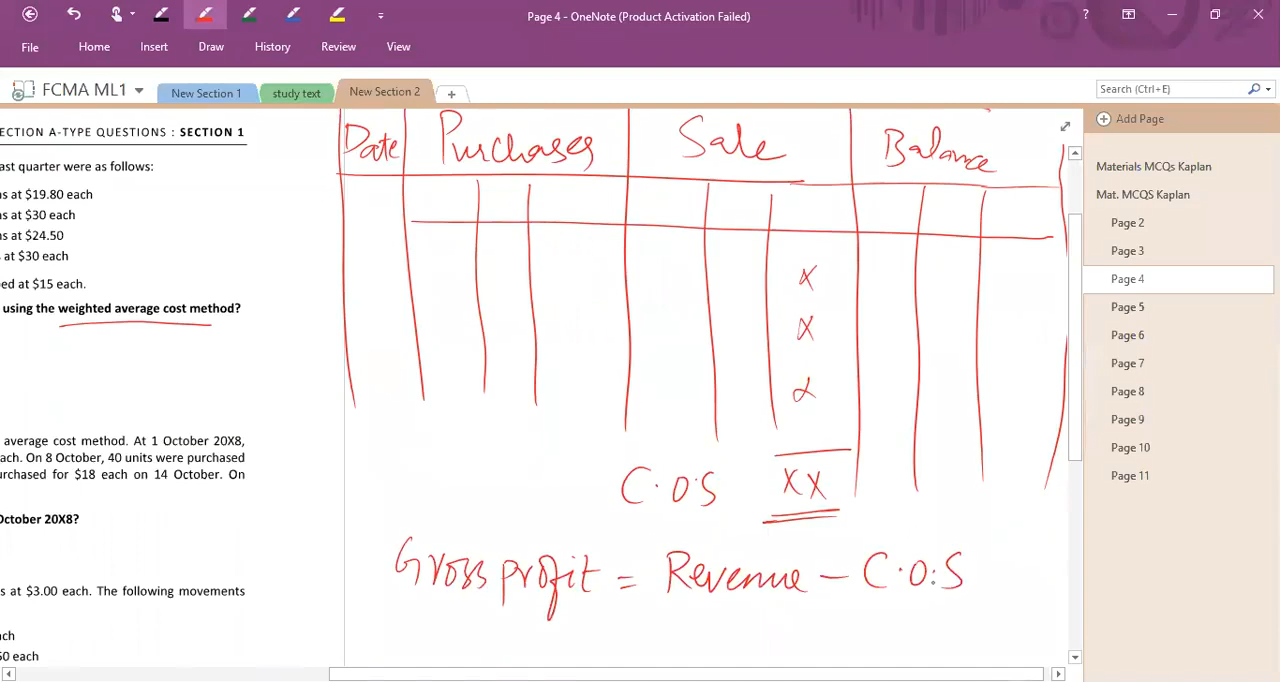 Page 4 - OneNote (Product Activation Failed)
?
File Home Insert Draw History Review View
FCMA ML1 New Section 1 study text New Section 2 +
Search (Ctrl+E)
Add Page
Materials MCQs Kaplan
Mat. MCQS Kaplan
Page 2
Page 3
Page 4
Page 5
Page 6
Page 7
Page 8
Page 9
Page 10
Page 11
ECTION A-TYPE QUESTIONS : SECTION 1
ast quarter were as follows:
ns at $19.80 each
ns at $30 each
ns at $24.50
s at $30 each
ped at $15 each.
using the weighted average cost method?
average cost method. At 1 October 20X8,
ach. On 8 October, 40 units were purchased
urchased for $18 each on 14 October. On
October 20X8?
s at $3.00 each. The following movements
ach
50 each
Date Purchases Sale Balance
X
X
X
C.O.S XX
Gross profit = Revenue - C.O.S